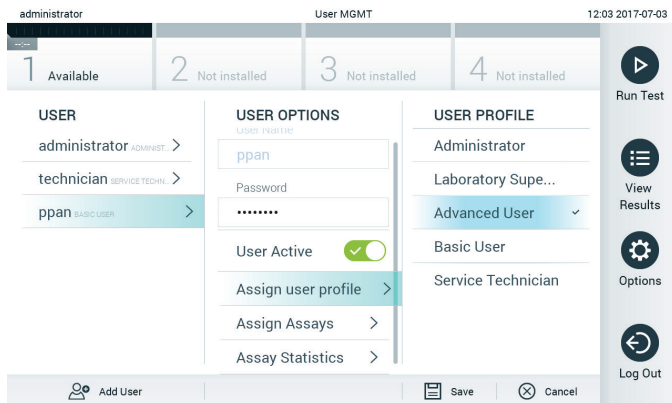 administrator User MGMT 12:03 2017-07-03
--:--
1 Available 2 Not installed 3 Not installed 4 Not installed
USER
administrator ADMINIST...
technician SERVICE TECHN...
ppan BASIC USER
USER OPTIONS
User Name
ppan
Password
••••••••
User Active
Assign user profile
Assign Assays
Assay Statistics
USER PROFILE
Administrator
Laboratory Supe...
Advanced User
Basic User
Service Technician
Run Test
View
Results
Options
Log Out
Add User Save Cancel